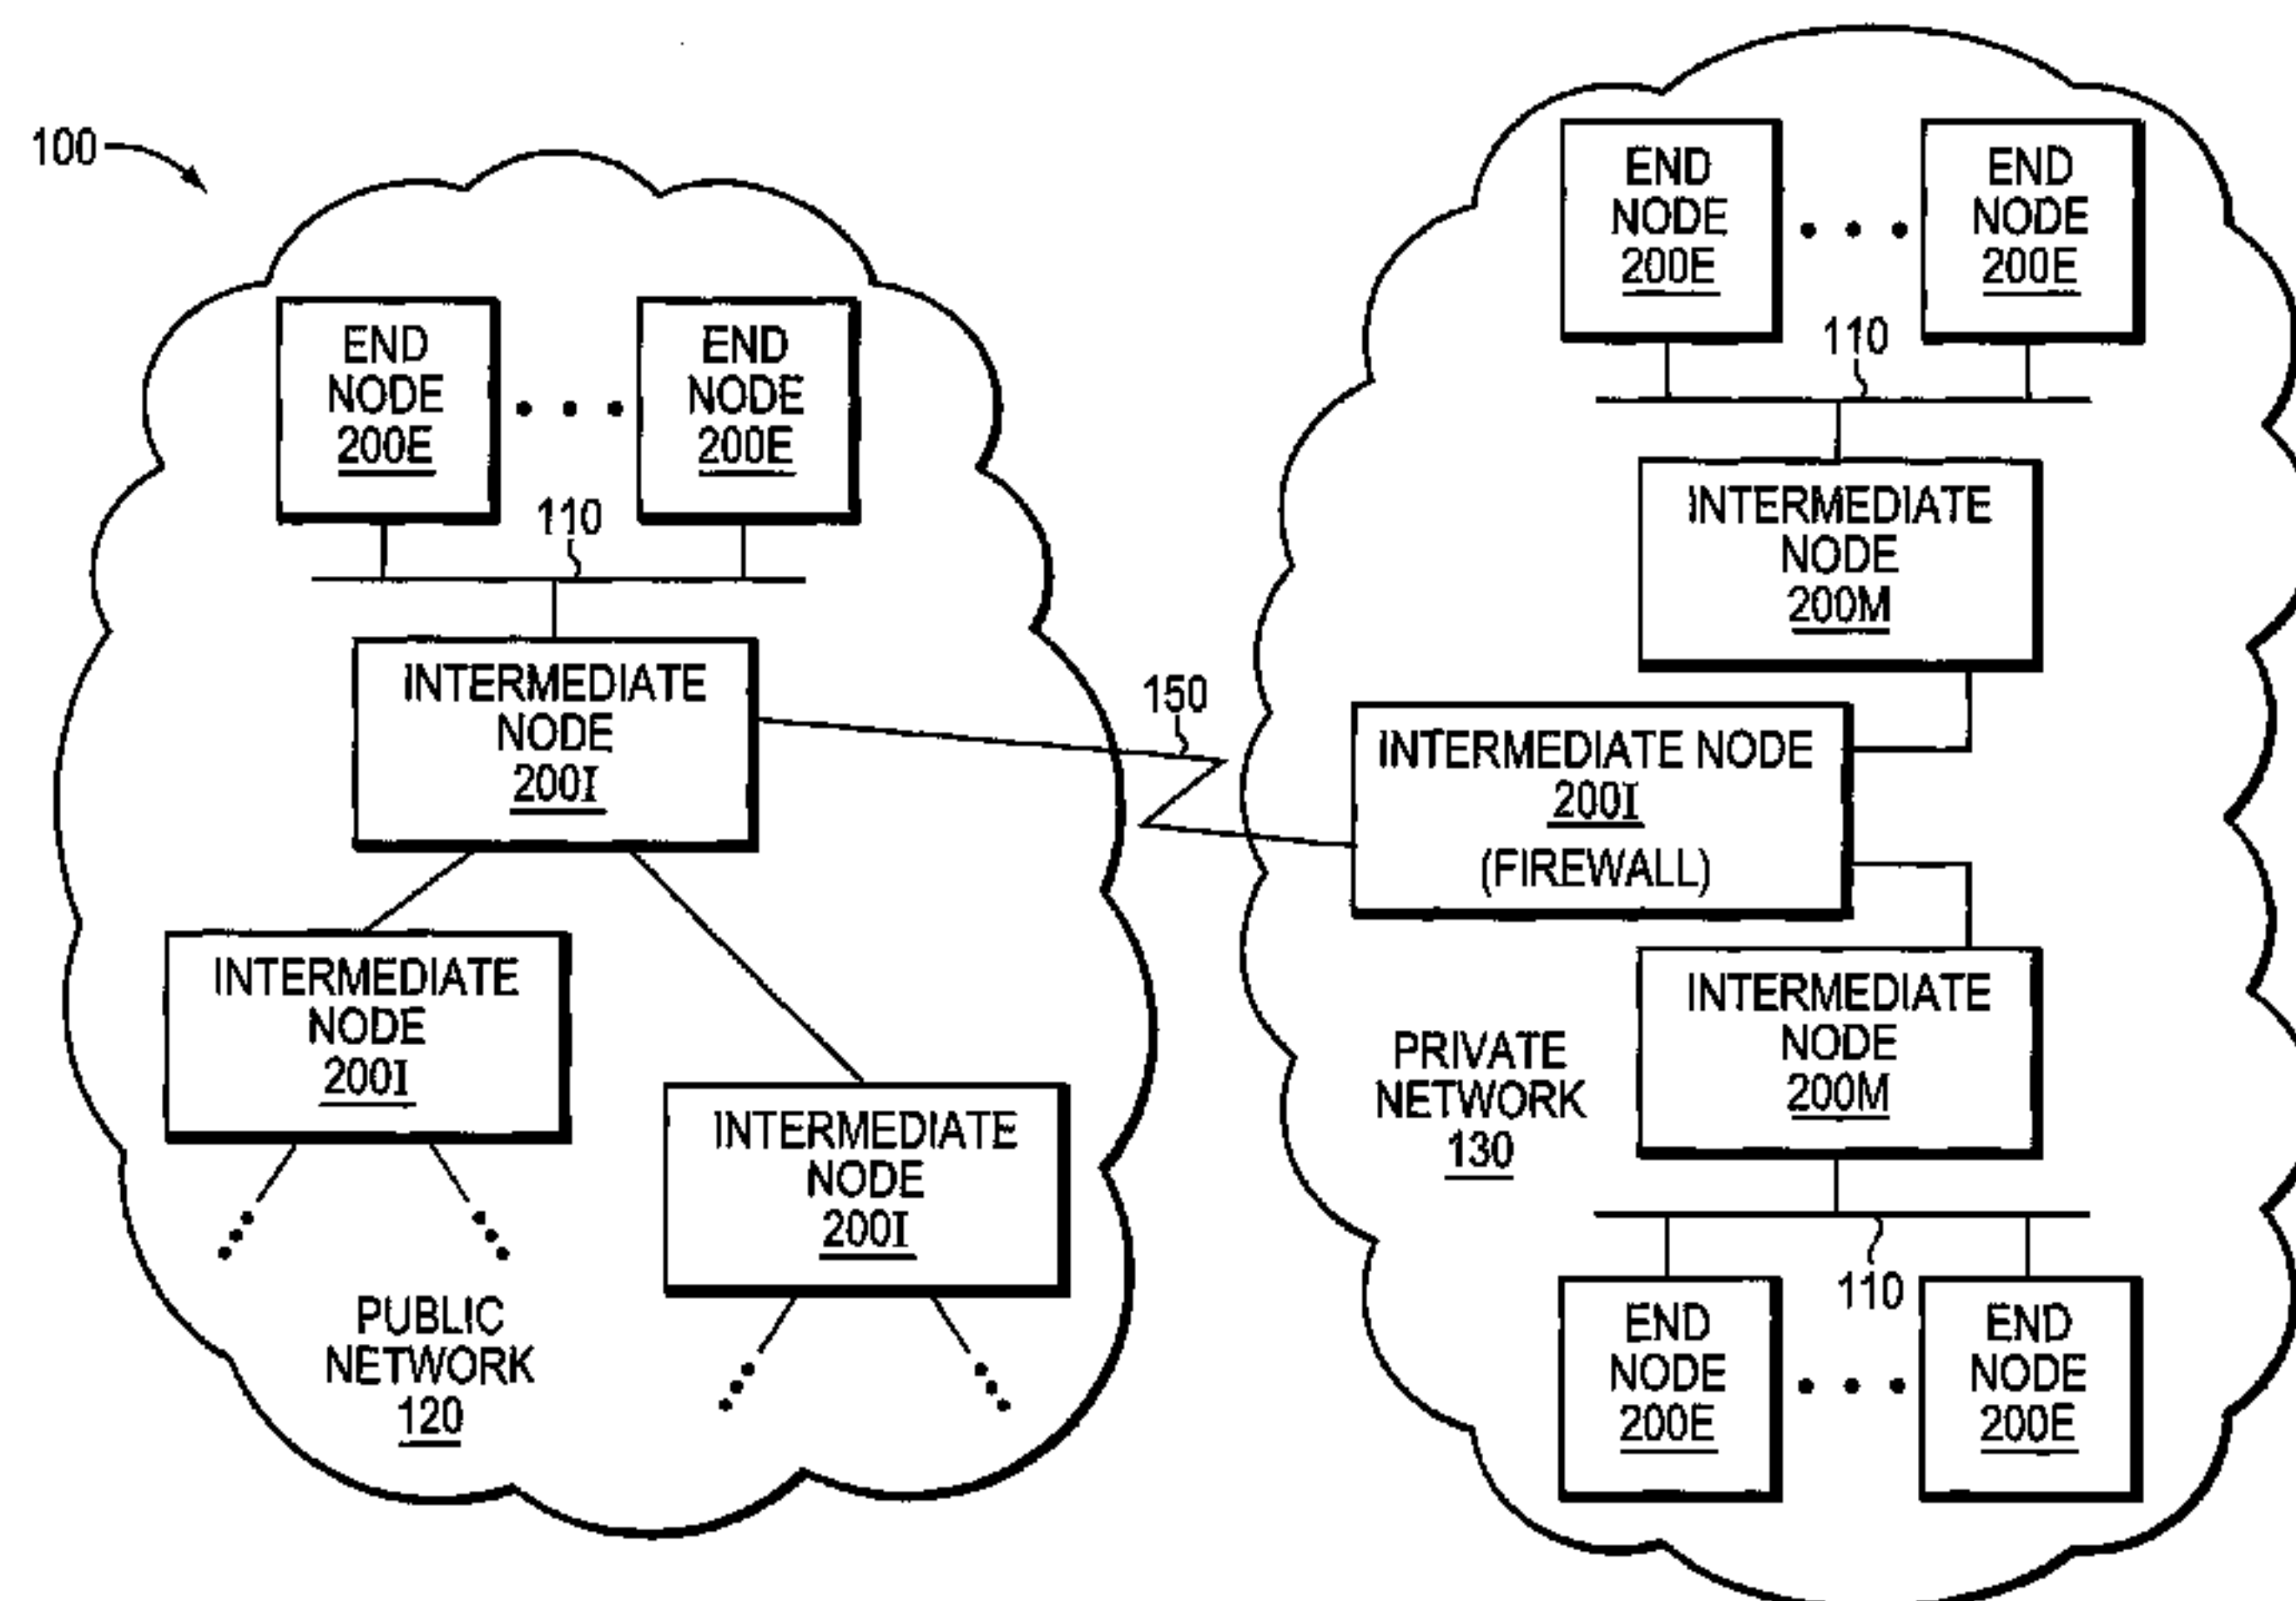 100
END
NODE
200E
END
NODE
200E
110
INTERMEDIATE
NODE
200I
150
INTERMEDIATE
NODE
200I
INTERMEDIATE
NODE
200I
PUBLIC
NETWORK
120
END
NODE
200E
END
NODE
200E
110
INTERMEDIATE
NODE
200M
INTERMEDIATE NODE
200I
(FIREWALL)
INTERMEDIATE
NODE
200M
PRIVATE
NETWORK
130
110
END
NODE
200E
END
NODE
200E